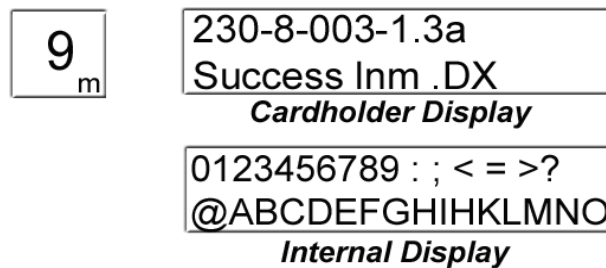 9
m
230-8-003-1.3a
Success Inm .DX
Cardholder Display
0123456789 : ; < = >?
@ABCDEFGHIHKLMNO
Internal Display